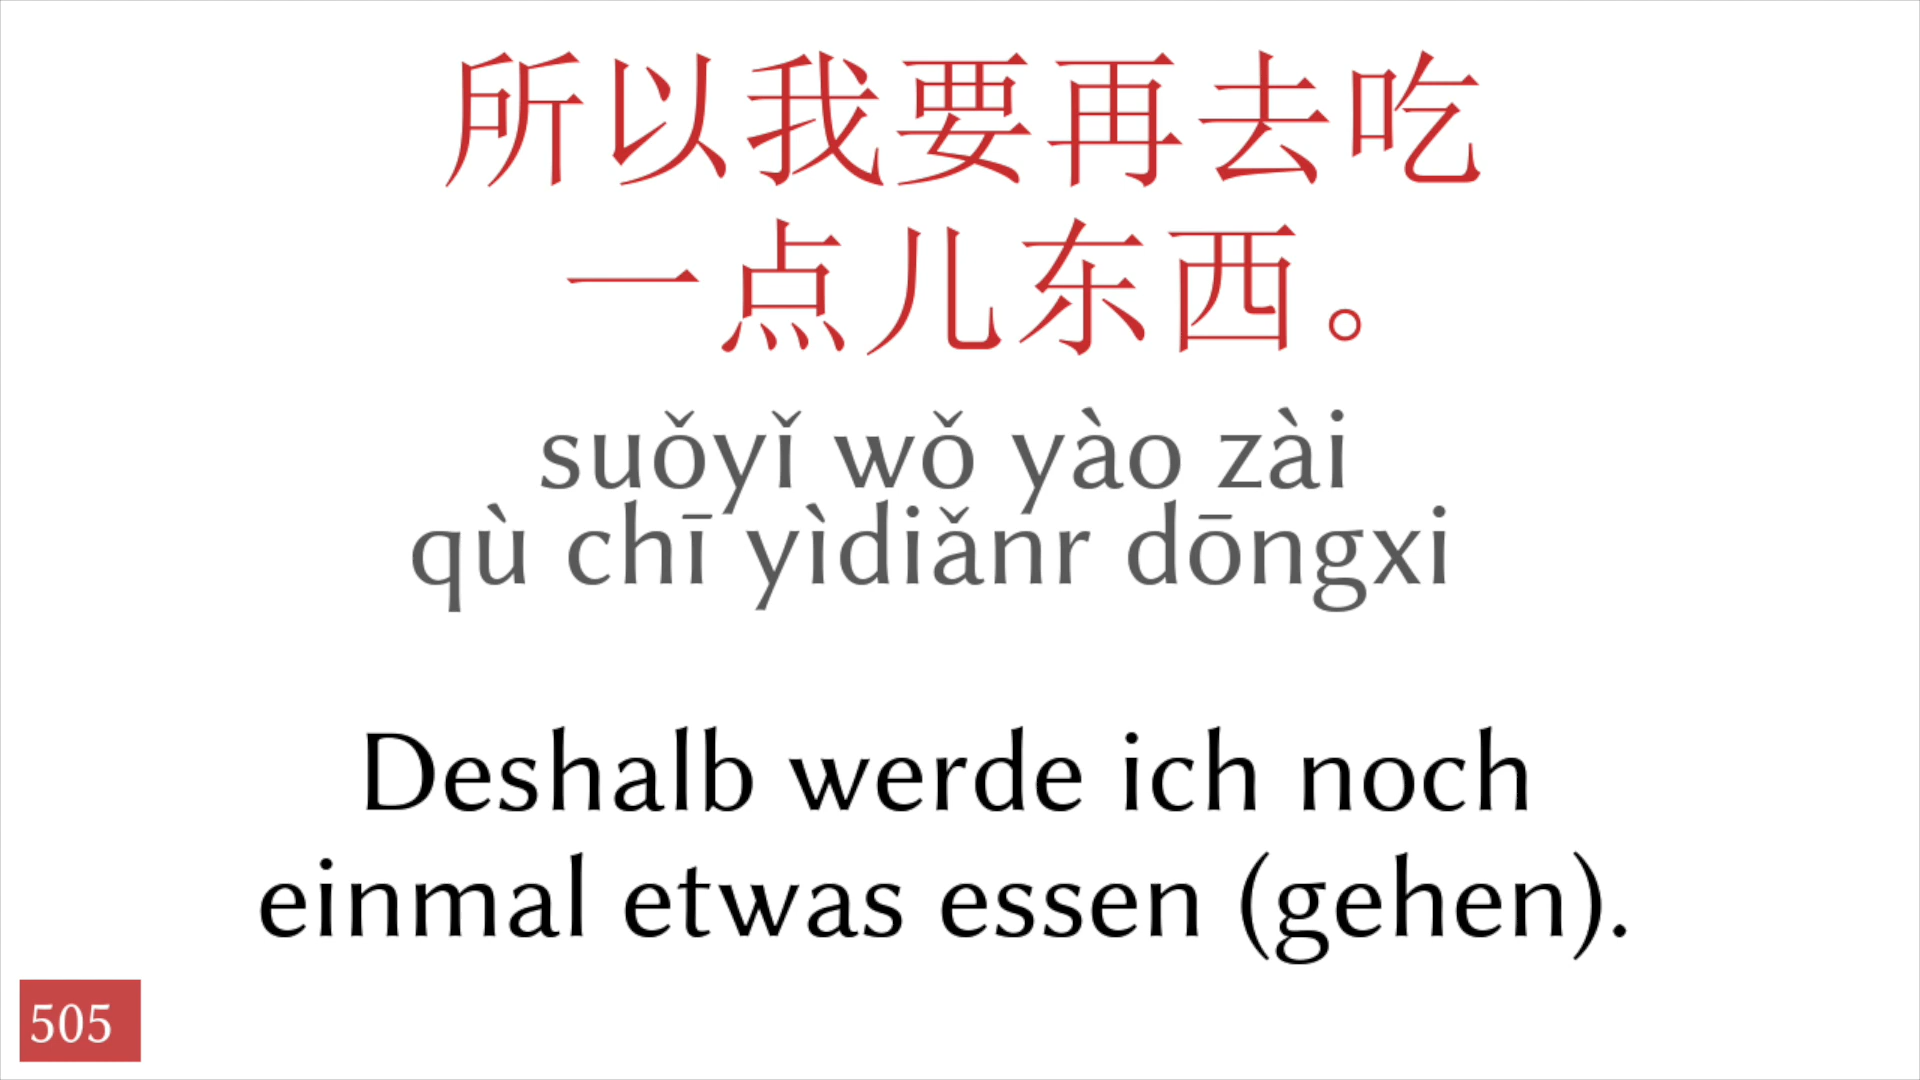 所以我要再去吃
一点儿东西。
suǒyǐ wǒ yào zài
qù chī yìdiǎnr dōngxi
Deshalb werde ich noch
einmal etwas essen (gehen).
505